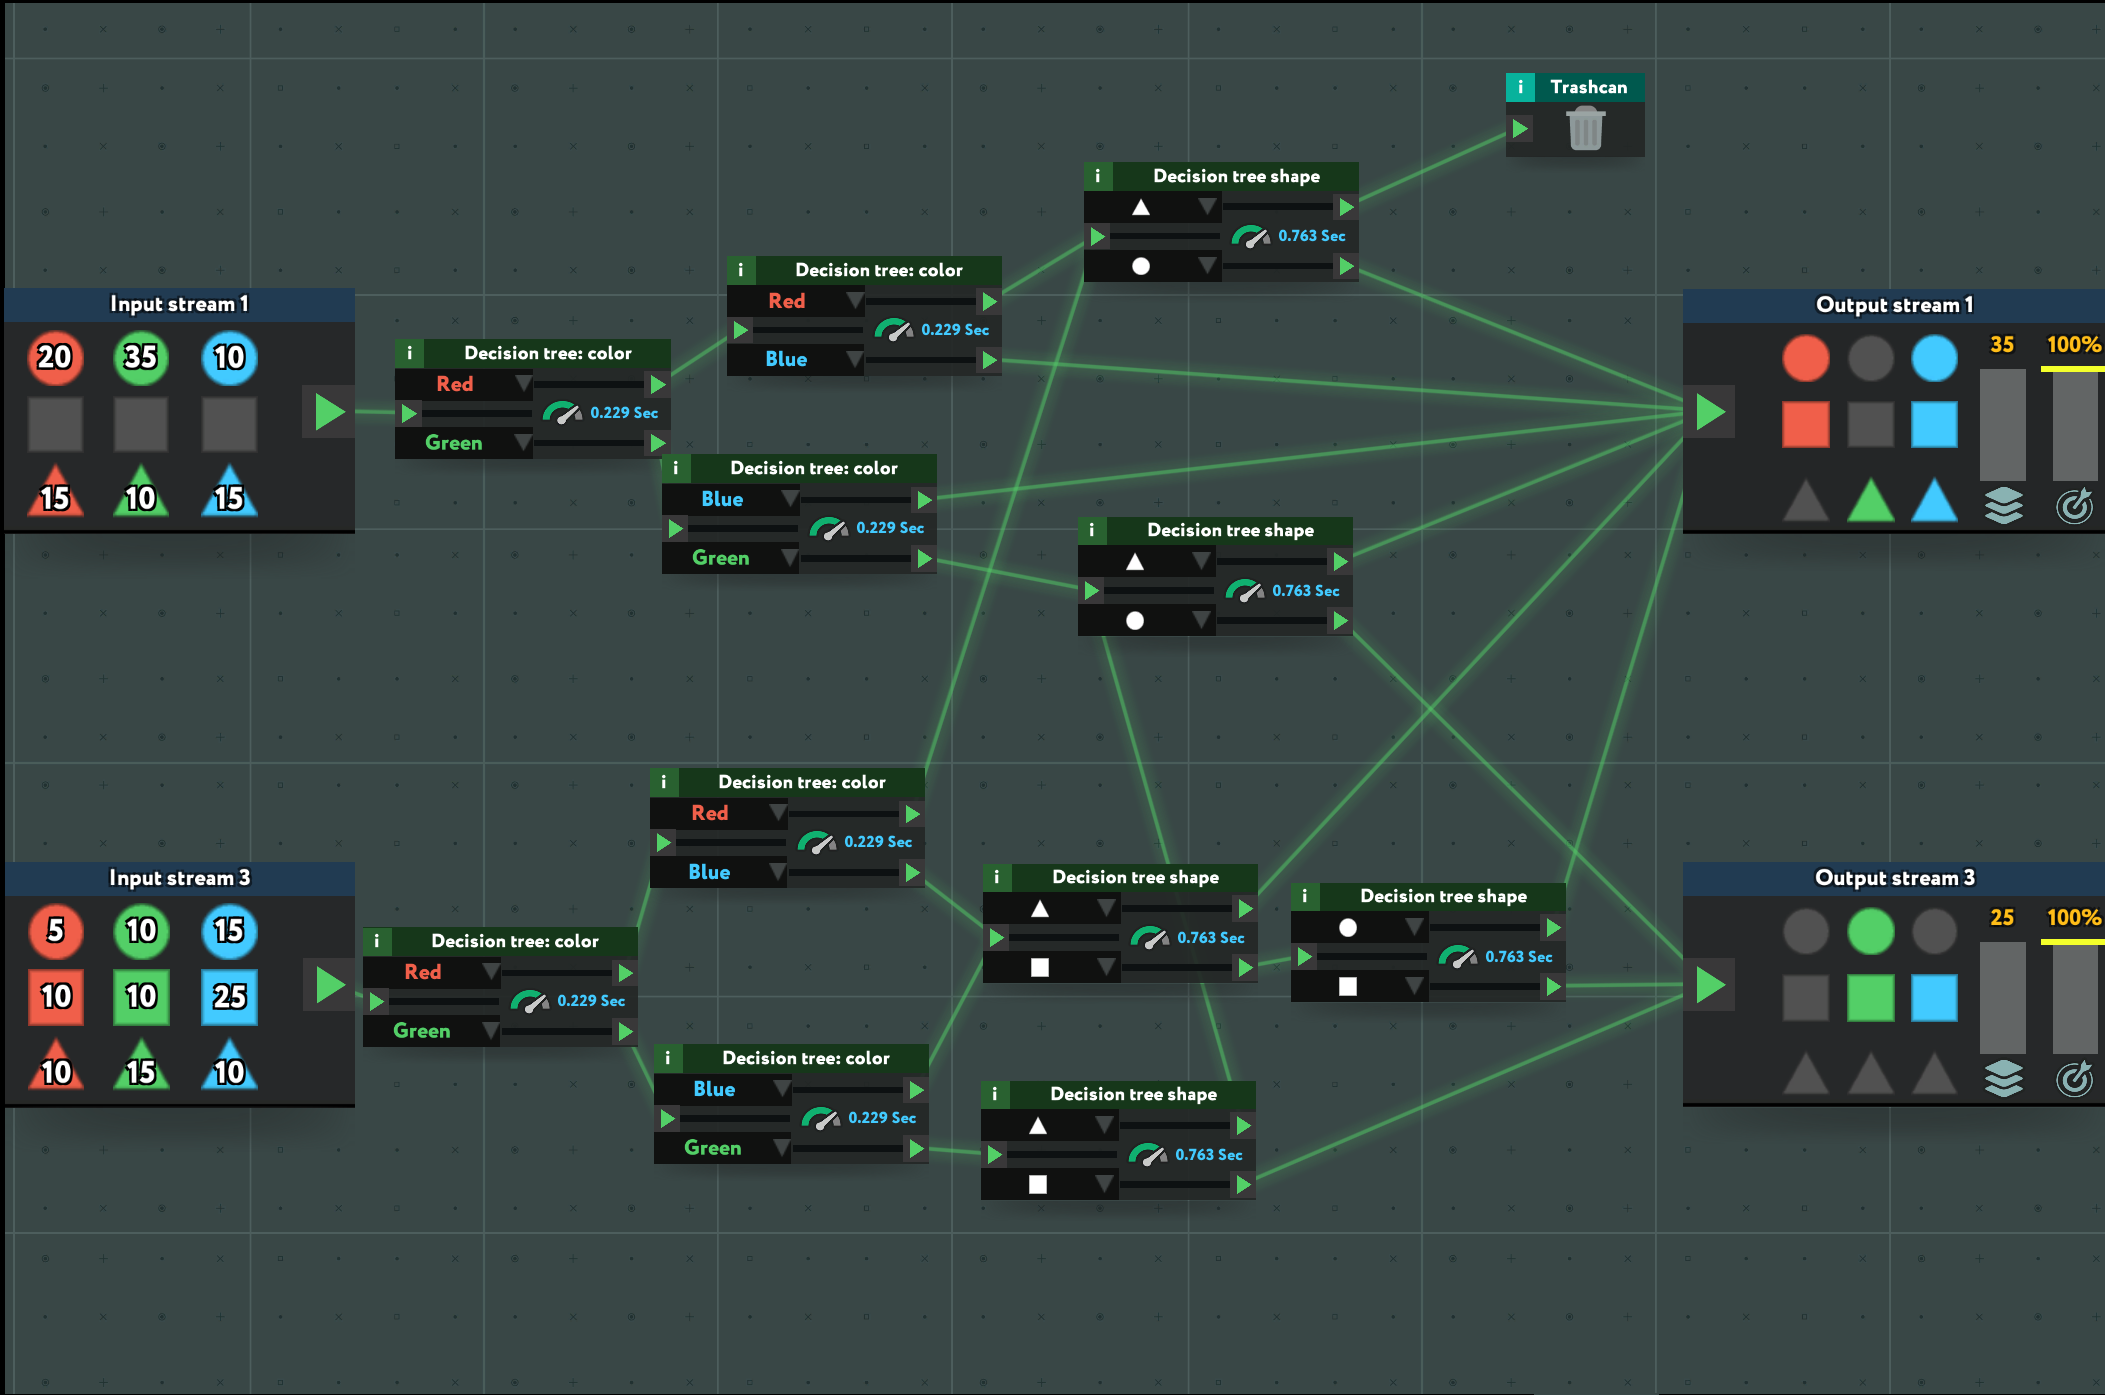 i Trashcan
i Decision tree shape
0.763 Sec
i Decision tree: color
Red
0.229 Sec
Blue
Input stream 1
20 35 10
15 10 15
i Decision tree: color
Red
0.229 Sec
Green
Output stream 1
35 100%
i Decision tree: color
Blue
0.229 Sec
Green
i Decision tree shape
0.763 Sec
i Decision tree: color
Red
0.229 Sec
Blue
Input stream 3
5 10 15
10 10 25
10 15 10
i Decision tree: color
Red
0.229 Sec
Green
i Decision tree shape
0.763 Sec
i Decision tree shape
0.763 Sec
Output stream 3
25 100%
i Decision tree: color
Blue
0.229 Sec
Green
i Decision tree shape
0.763 Sec